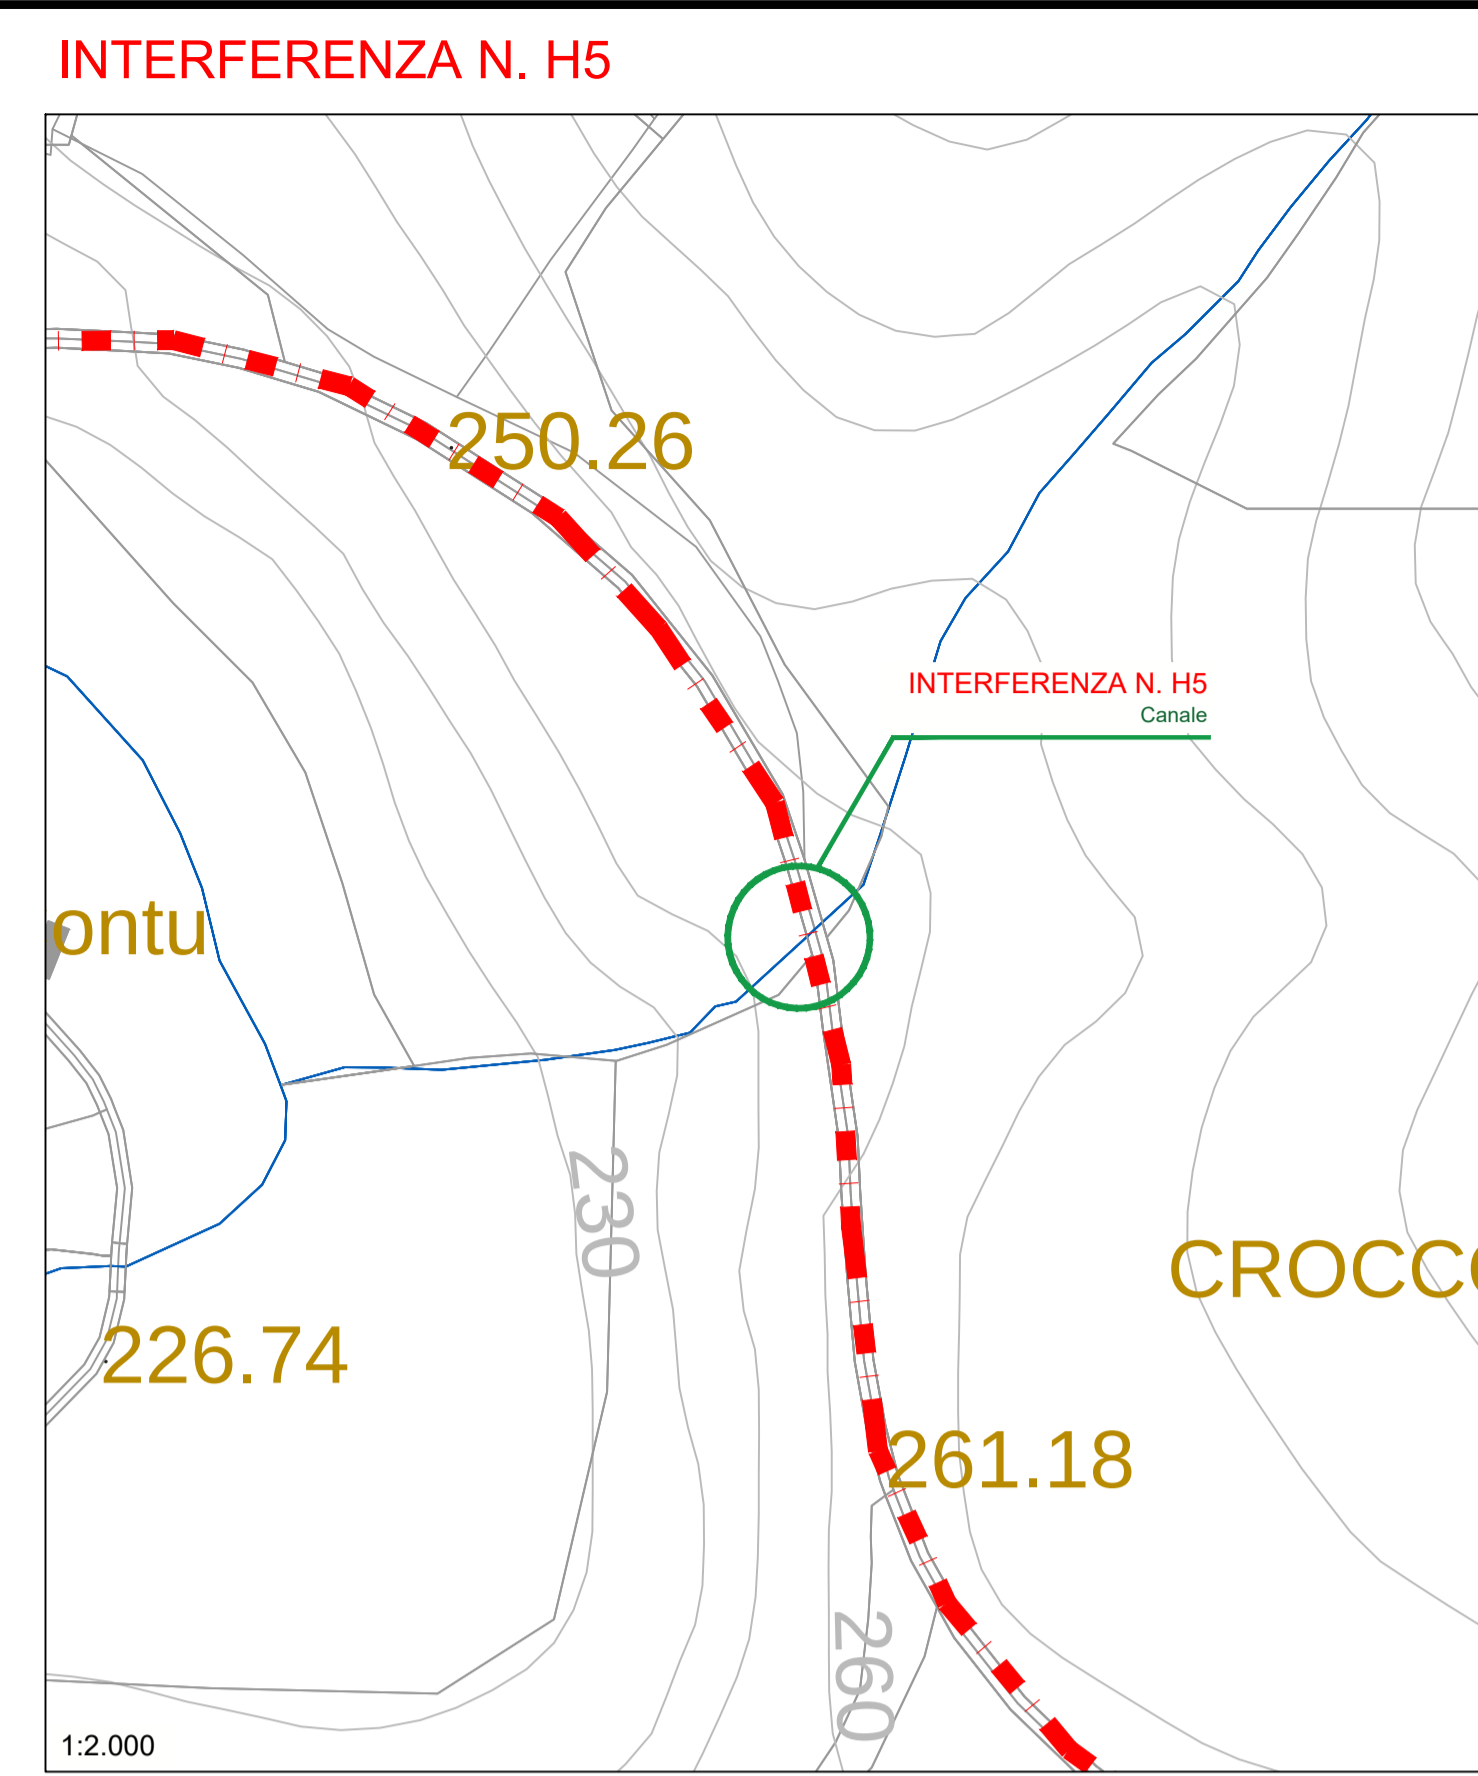 INTERFERENZA N. H5
250.26
INTERFERENZA N. H5
Canale
ontu
230
CROCCO
226.74
261.18
260
1:2.000